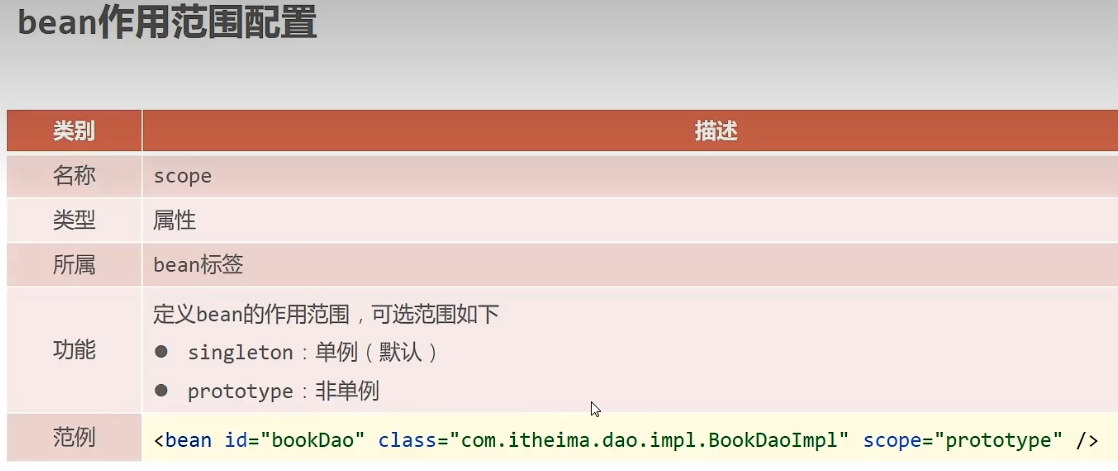 bean作用范围配置
类别 描述
名称 scope
类型 属性
所属 bean标签
功能 定义bean的作用范围，可选范围如下
● singleton：单例（默认）
● prototype：非单例
范例 <bean id="bookDao" class="com.itheima.dao.impl.BookDaoImpl" scope="prototype" />